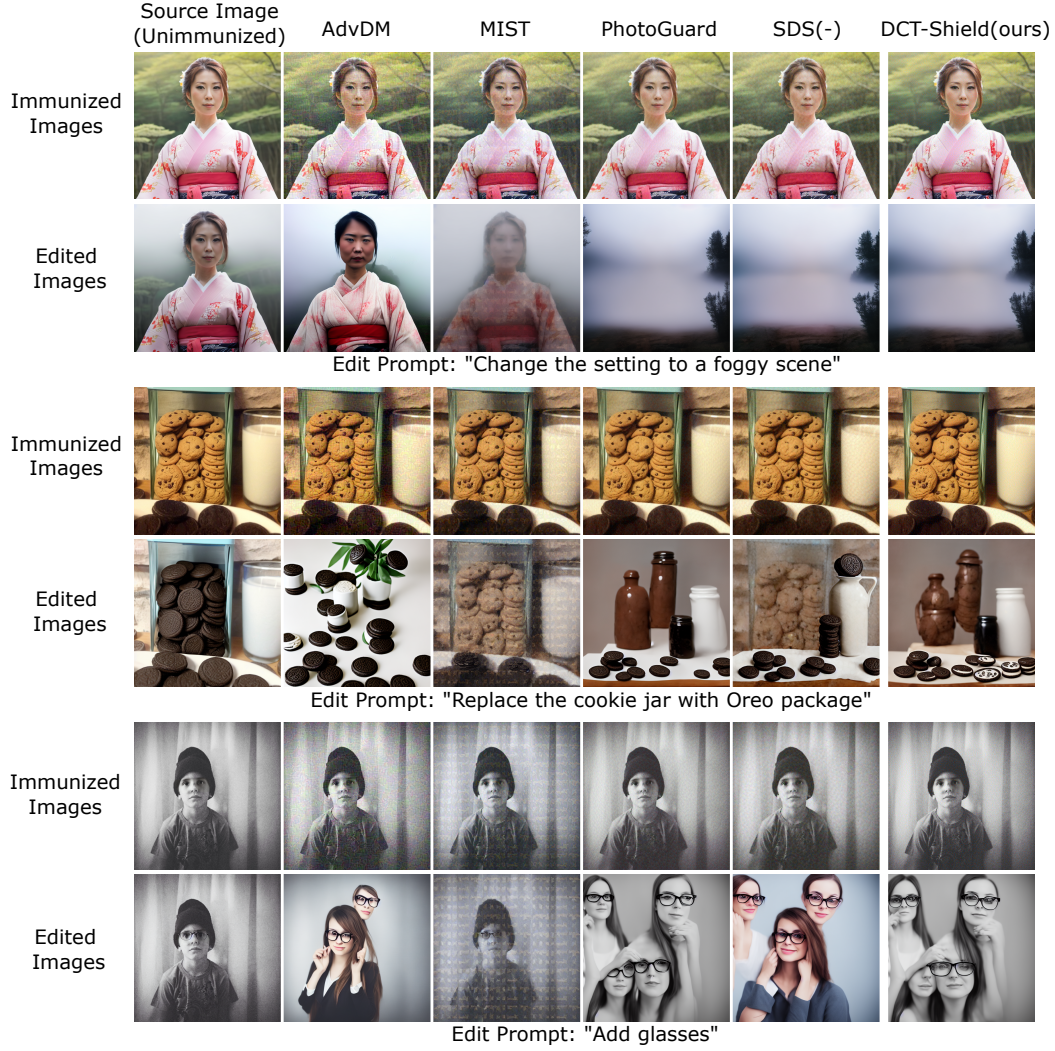 Source Image
(Unimmunized)
AdvDM
MIST
PhotoGuard
SDS(-)
DCT-Shield(ours)
Immunized
Images
Edited
Images
Edit Prompt: "Change the setting to a foggy scene"
Immunized
Images
Edited
Images
Edit Prompt: "Replace the cookie jar with Oreo package"
Immunized
Images
Edited
Images
Edit Prompt: "Add glasses"